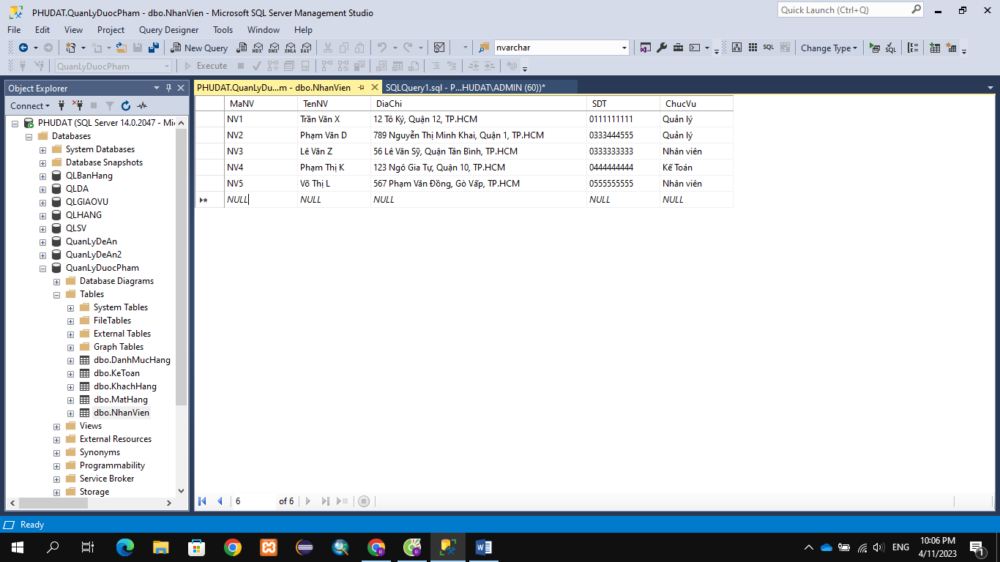 PHUDAT.QuanLyDuocPham - dbo.NhanVien - Microsoft SQL Server Management Studio
Quick Launch (Ctrl+Q)
File Edit View Project Query Designer Tools Window Help
New Query MDX DMX XMLA DAX nvarchar SQL Change Type
QuanLyDuocPham Execute
Object Explorer
Connect
PHUDAT (SQL Server 14.0.2047 - Mi
Databases
System Databases
Database Snapshots
QLBanHang
QLDA
QLGIAOVU
QLHANG
QLSV
QuanLyDeAn
QuanLyDeAn2
QuanLyDuocPham
Database Diagrams
Tables
System Tables
FileTables
External Tables
Graph Tables
dbo.DanhMucHang
dbo.KeToan
dbo.KhachHang
dbo.MatHang
dbo.NhanVien
Views
External Resources
Synonyms
Programmability
Service Broker
Storage
PHUDAT.QuanLyDu...m - dbo.NhanVien SQLQuery1.sql - P...HUDAT\ADMIN (60))*
MaNV TenNV DiaChi SDT ChucVu
NV1 Trần Văn X 12 Tô Ký, Quận 12, TP.HCM 0111111111 Quản lý
NV2 Phạm Văn D 789 Nguyễn Thị Minh Khai, Quận 1, TP.HCM 0333444555 Quản lý
NV3 Lê Văn Z 56 Lê Văn Sỹ, Quận Tân Bình, TP.HCM 0333333333 Nhân viên
NV4 Phạm Thị K 123 Ngô Gia Tự, Quận 10, TP.HCM 0444444444 Kế Toán
NV5 Võ Thị L 567 Phạm Văn Đồng, Gò Vấp, TP.HCM 0555555555 Nhân viên
NULL NULL NULL NULL NULL
6 of 6
Ready
ENG
10:06 PM
4/11/2023
1